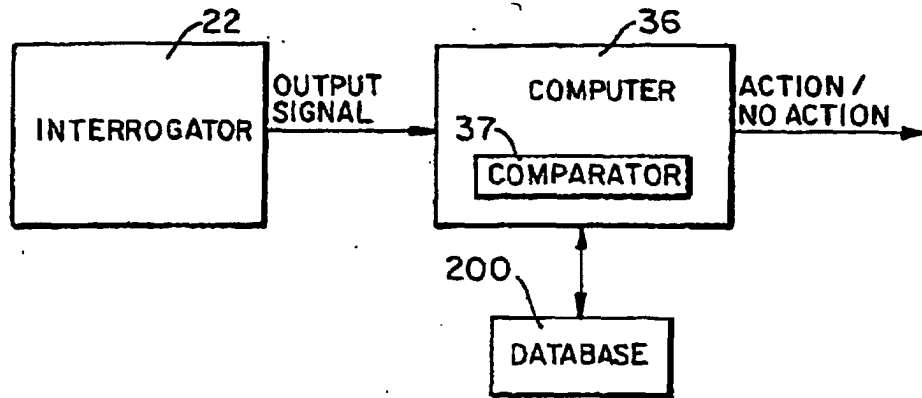 22
INTERROGATOR
OUTPUT
SIGNAL
36
COMPUTER
37
COMPARATOR
ACTION /
NO ACTION
200
DATABASE